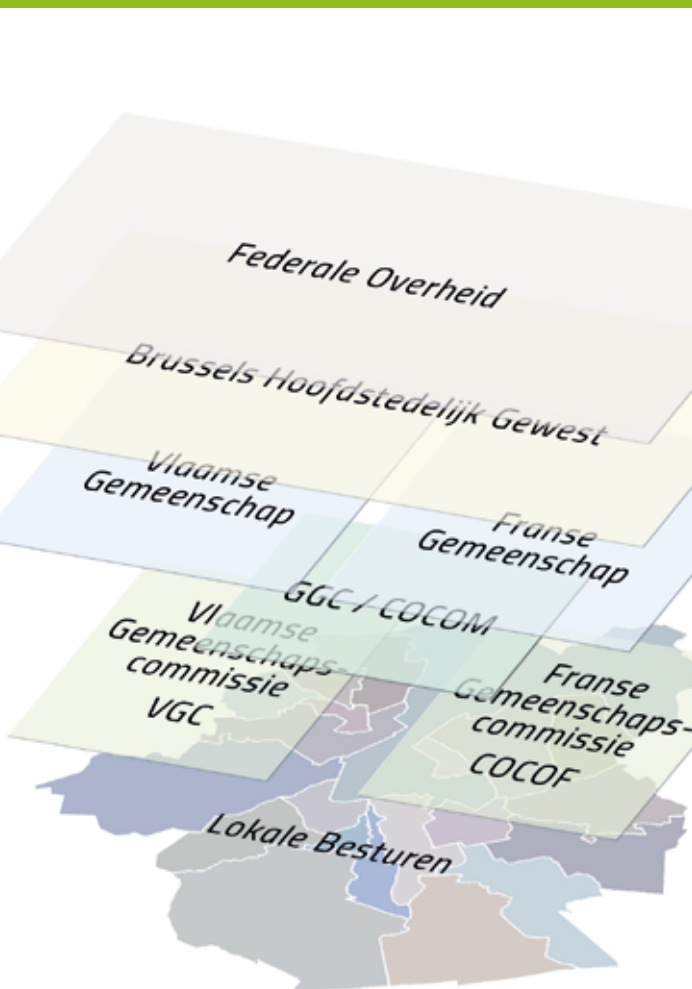 Federale Overheid
Brussels Hoofdstedelijk Gewest
Vlaamse
Gemeenschap
Franse
Gemeenschap
GGC / COCOM
Vlaamse
Gemeenschaps-
commissie
VGC
Franse
Gemeenschaps-
commissie
COCOF
Lokale Besturen